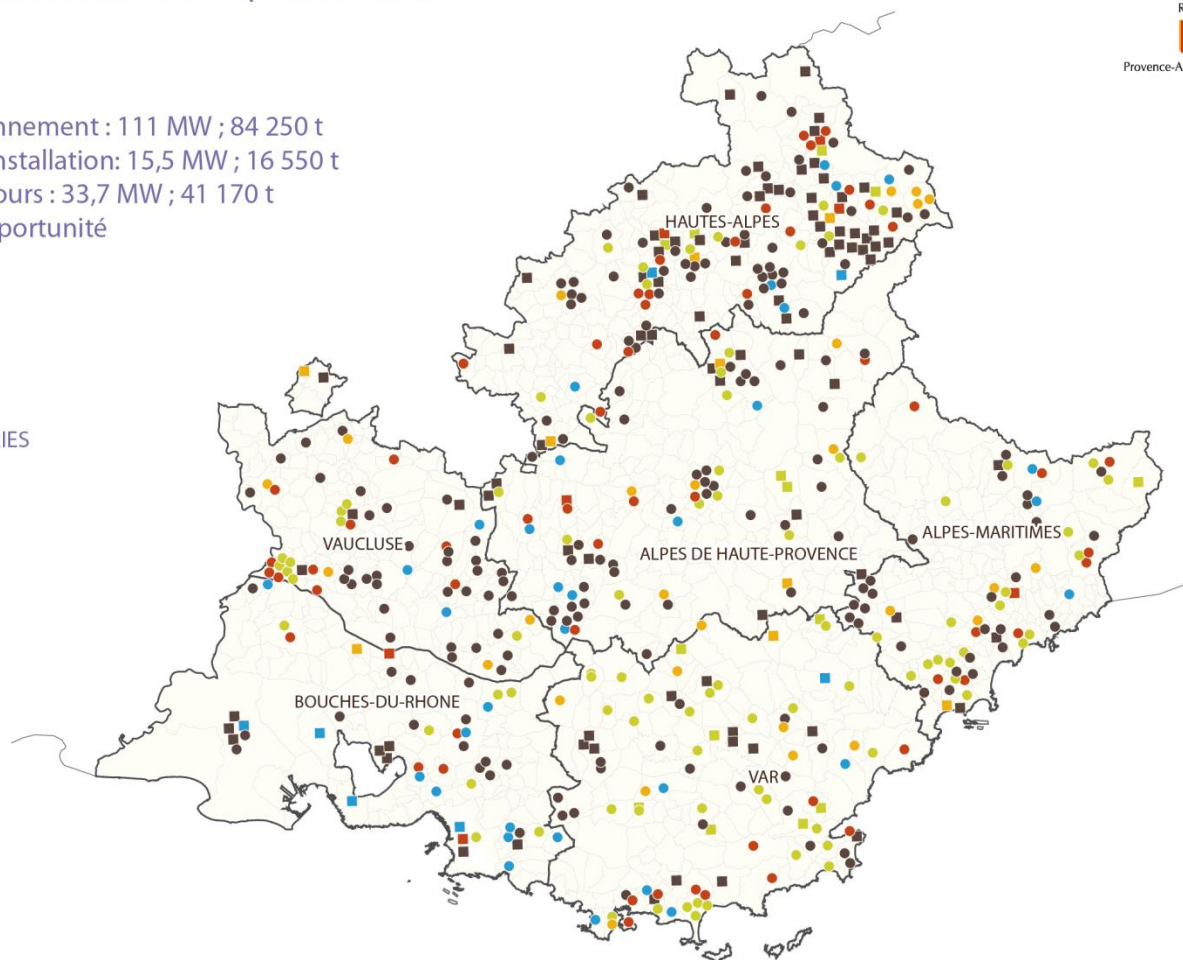 Provence-A
nnement : 111 MW ; 84 250 t
nstallation: 15,5 MW ; 16 550 t
ours : 33,7 MW ; 41 170 t
portunité
HAUTES-ALPES
IES
ALPES-MARITIMES
VAUCLUSE
ALPES DE HAUTE-PROVENCE
BOUCHES-DU-RHONE
VAR